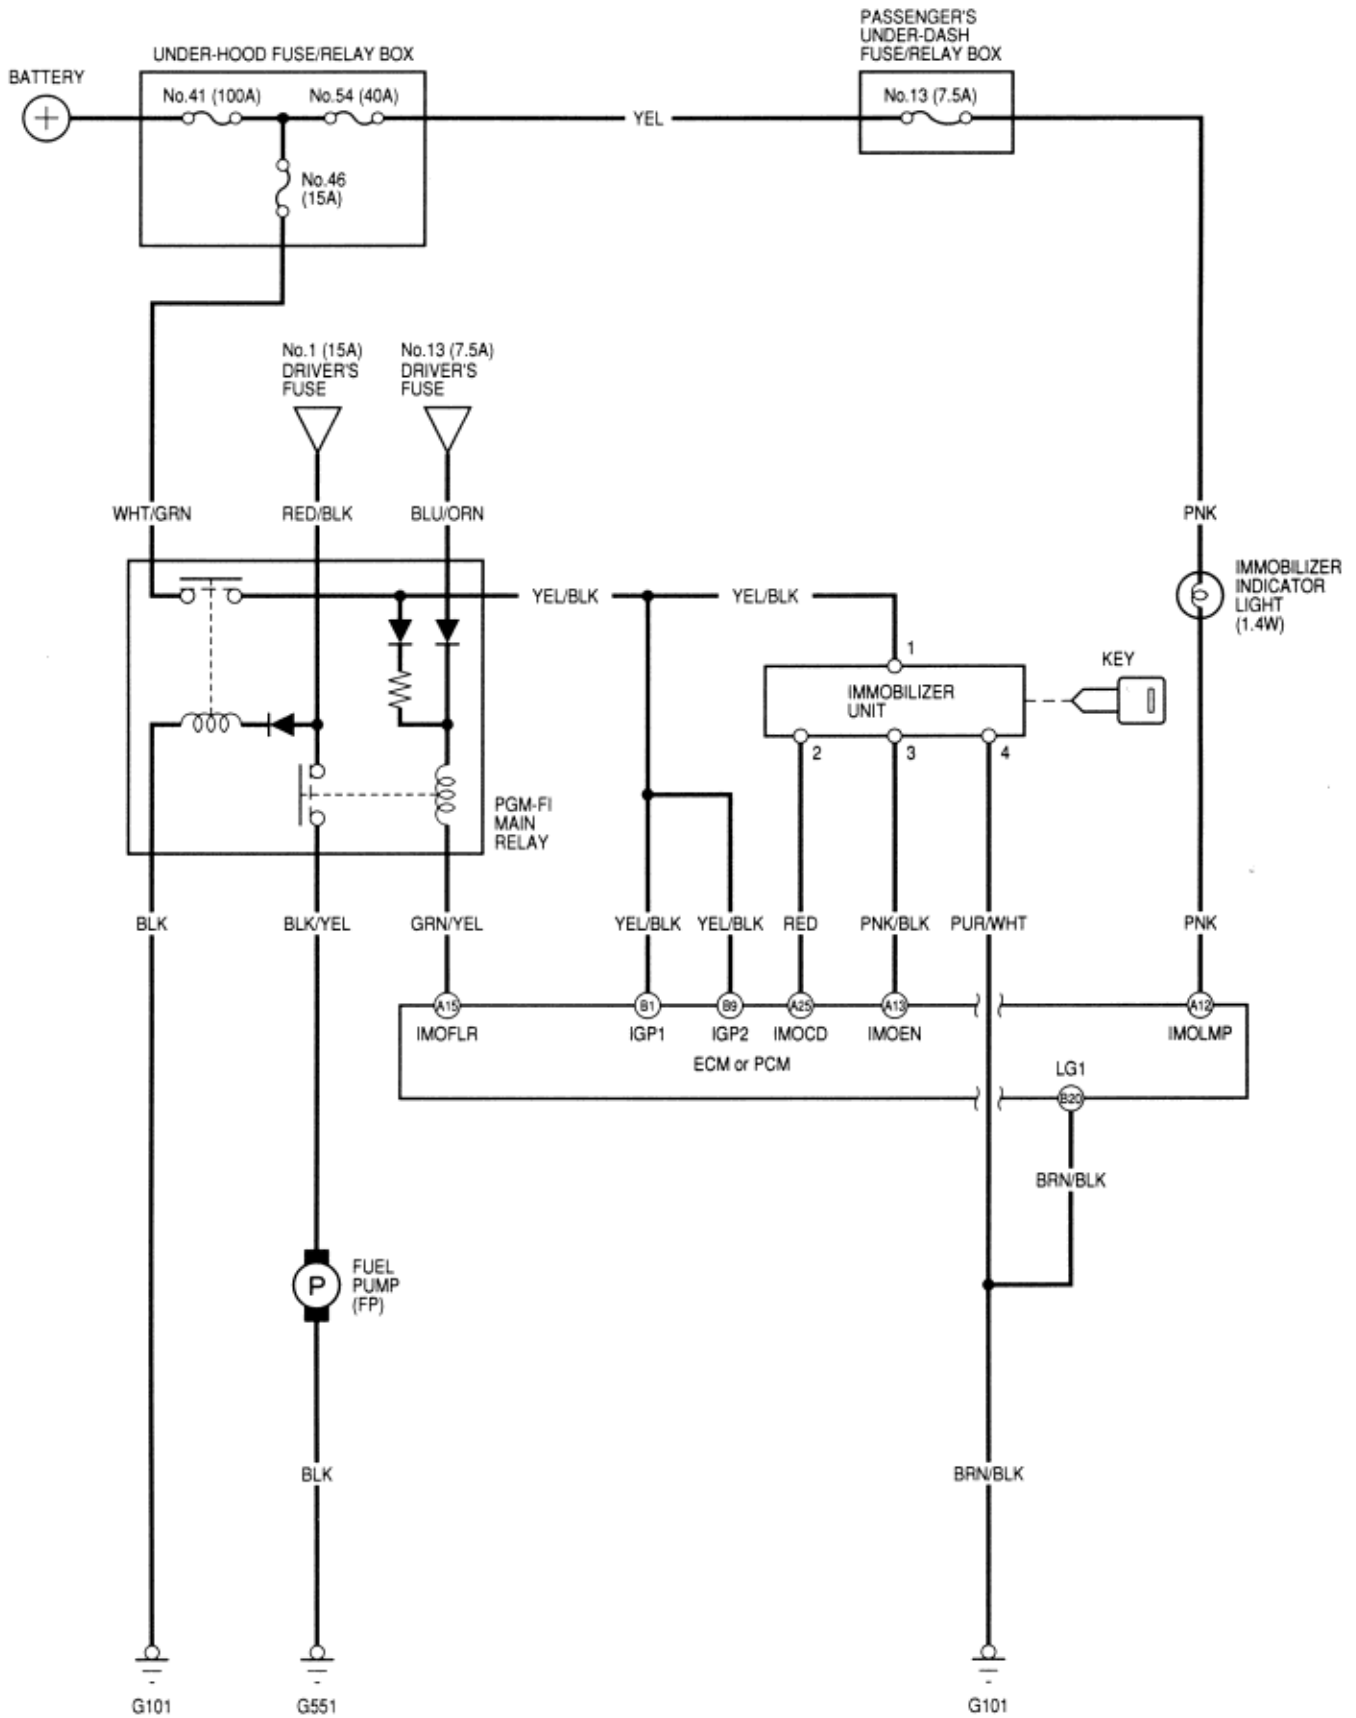 PASSENGER'S
UNDER-DASH
FUSE/RELAY BOX
UNDER-HOOD FUSE/RELAY BOX
BATTERY
No.41 (100A)
No.54 (40A)
No.13 (7.5A)
YEL
No.46
(15A)
No.1 (15A)
DRIVER'S
FUSE
No.13 (7.5A)
DRIVER'S
FUSE
WHT/GRN
RED/BLK
BLU/ORN
PNK
IMMOBILIZER
INDICATOR
LIGHT
(1.4W)
YEL/BLK
YEL/BLK
1
KEY
IMMOBILIZER
UNIT
2
3
4
PGM-FI
MAIN
RELAY
BLK
BLK/YEL
GRN/YEL
YEL/BLK
YEL/BLK
RED
PNK/BLK
PUR/WHT
PNK
A15
B1
B9
A25
A13
A12
IMOFLR
IGP1
IGP2
IMOCD
IMOEN
IMOLMP
ECM or PCM
LG1
B20
BRN/BLK
P
FUEL
PUMP
(FP)
BLK
BRN/BLK
G101
G551
G101